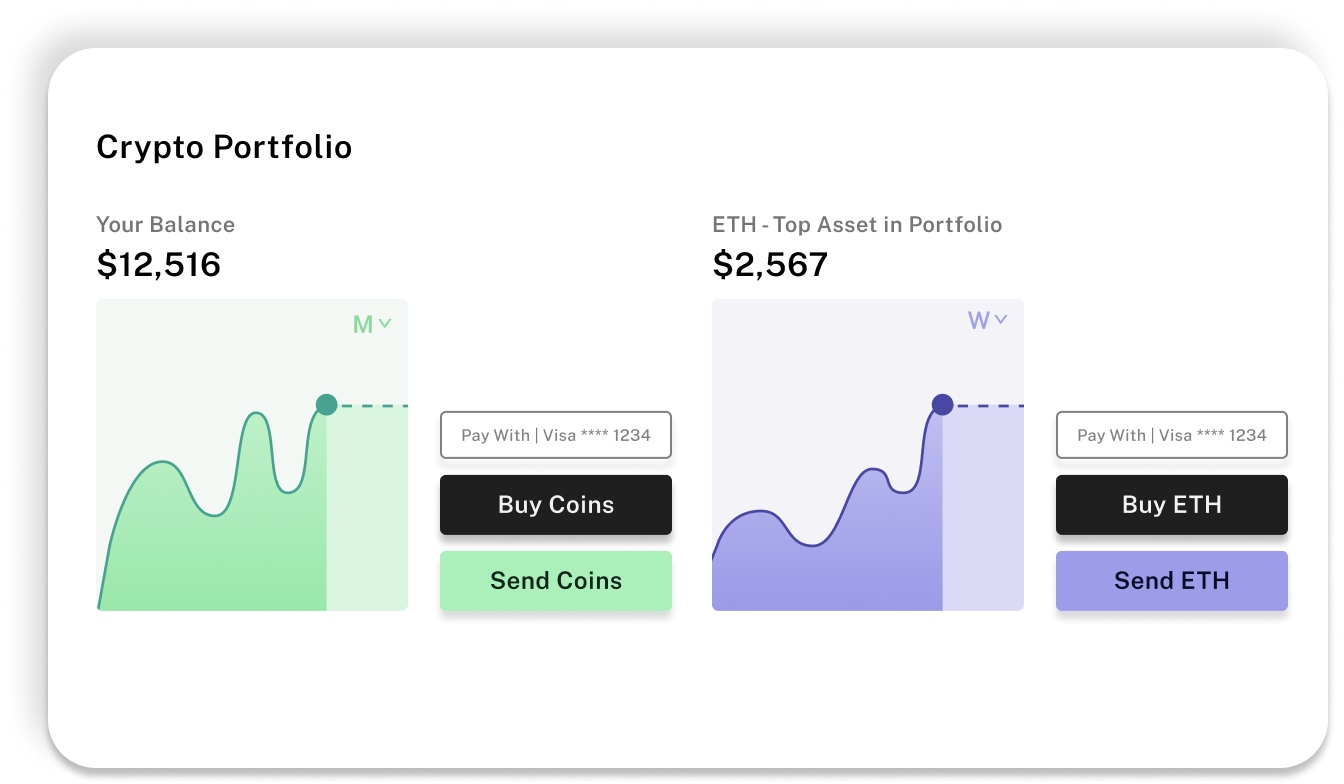 Crypto Portfolio
Your Balance
$12,516
M
Pay With | Visa **** 1234
Buy Coins
Send Coins
ETH - Top Asset in Portfolio
$2,567
W
Pay With | Visa **** 1234
Buy ETH
Send ETH